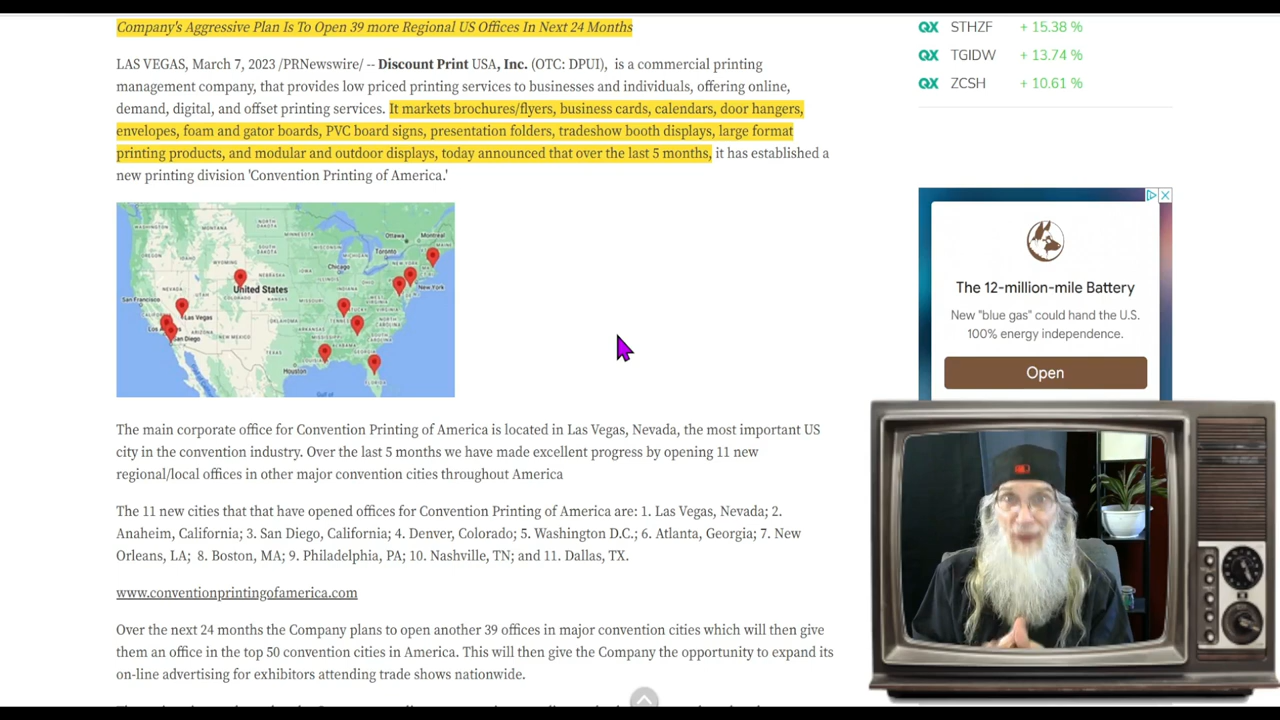 Company's Aggressive Plan Is To Open 39 more Regional US Offices In Next 24 Months
LAS VEGAS, March 7, 2023 /PRNewswire/ -- Discount Print USA, Inc. (OTC: DPUI), is a commercial printing
management company, that provides low priced printing services to businesses and individuals, offering online,
demand, digital, and offset printing services. It markets brochures/flyers, business cards, calendars, door hangers,
envelopes, foam and gator boards, PVC board signs, presentation folders, tradeshow booth displays, large format
printing products, and modular and outdoor displays, today announced that over the last 5 months, it has established a
new printing division 'Convention Printing of America.'
United States
Ottawa
Montreal
Toronto
Chicago
New York
San Francisco
Las Vegas
San Diego
Houston
The main corporate office for Convention Printing of America is located in Las Vegas, Nevada, the most important US
city in the convention industry. Over the last 5 months we have made excellent progress by opening 11 new
regional/local offices in other major convention cities throughout America
The 11 new cities that that have opened offices for Convention Printing of America are: 1. Las Vegas, Nevada; 2.
Anaheim, California; 3. San Diego, California; 4. Denver, Colorado; 5. Washington D.C.; 6. Atlanta, Georgia; 7. New
Orleans, LA; 8. Boston, MA; 9. Philadelphia, PA; 10. Nashville, TN; and 11. Dallas, TX.
www.conventionprintingofamerica.com
Over the next 24 months the Company plans to open another 39 offices in major convention cities which will then give
them an office in the top 50 convention cities in America. This will then give the Company the opportunity to expand its
on-line advertising for exhibitors attending trade shows nationwide.
QX STHZF + 15.38 %
QX TGIDW + 13.74 %
QX ZCSH + 10.61 %
The 12-million-mile Battery
New "blue gas" could hand the U.S.
100% energy independence.
Open